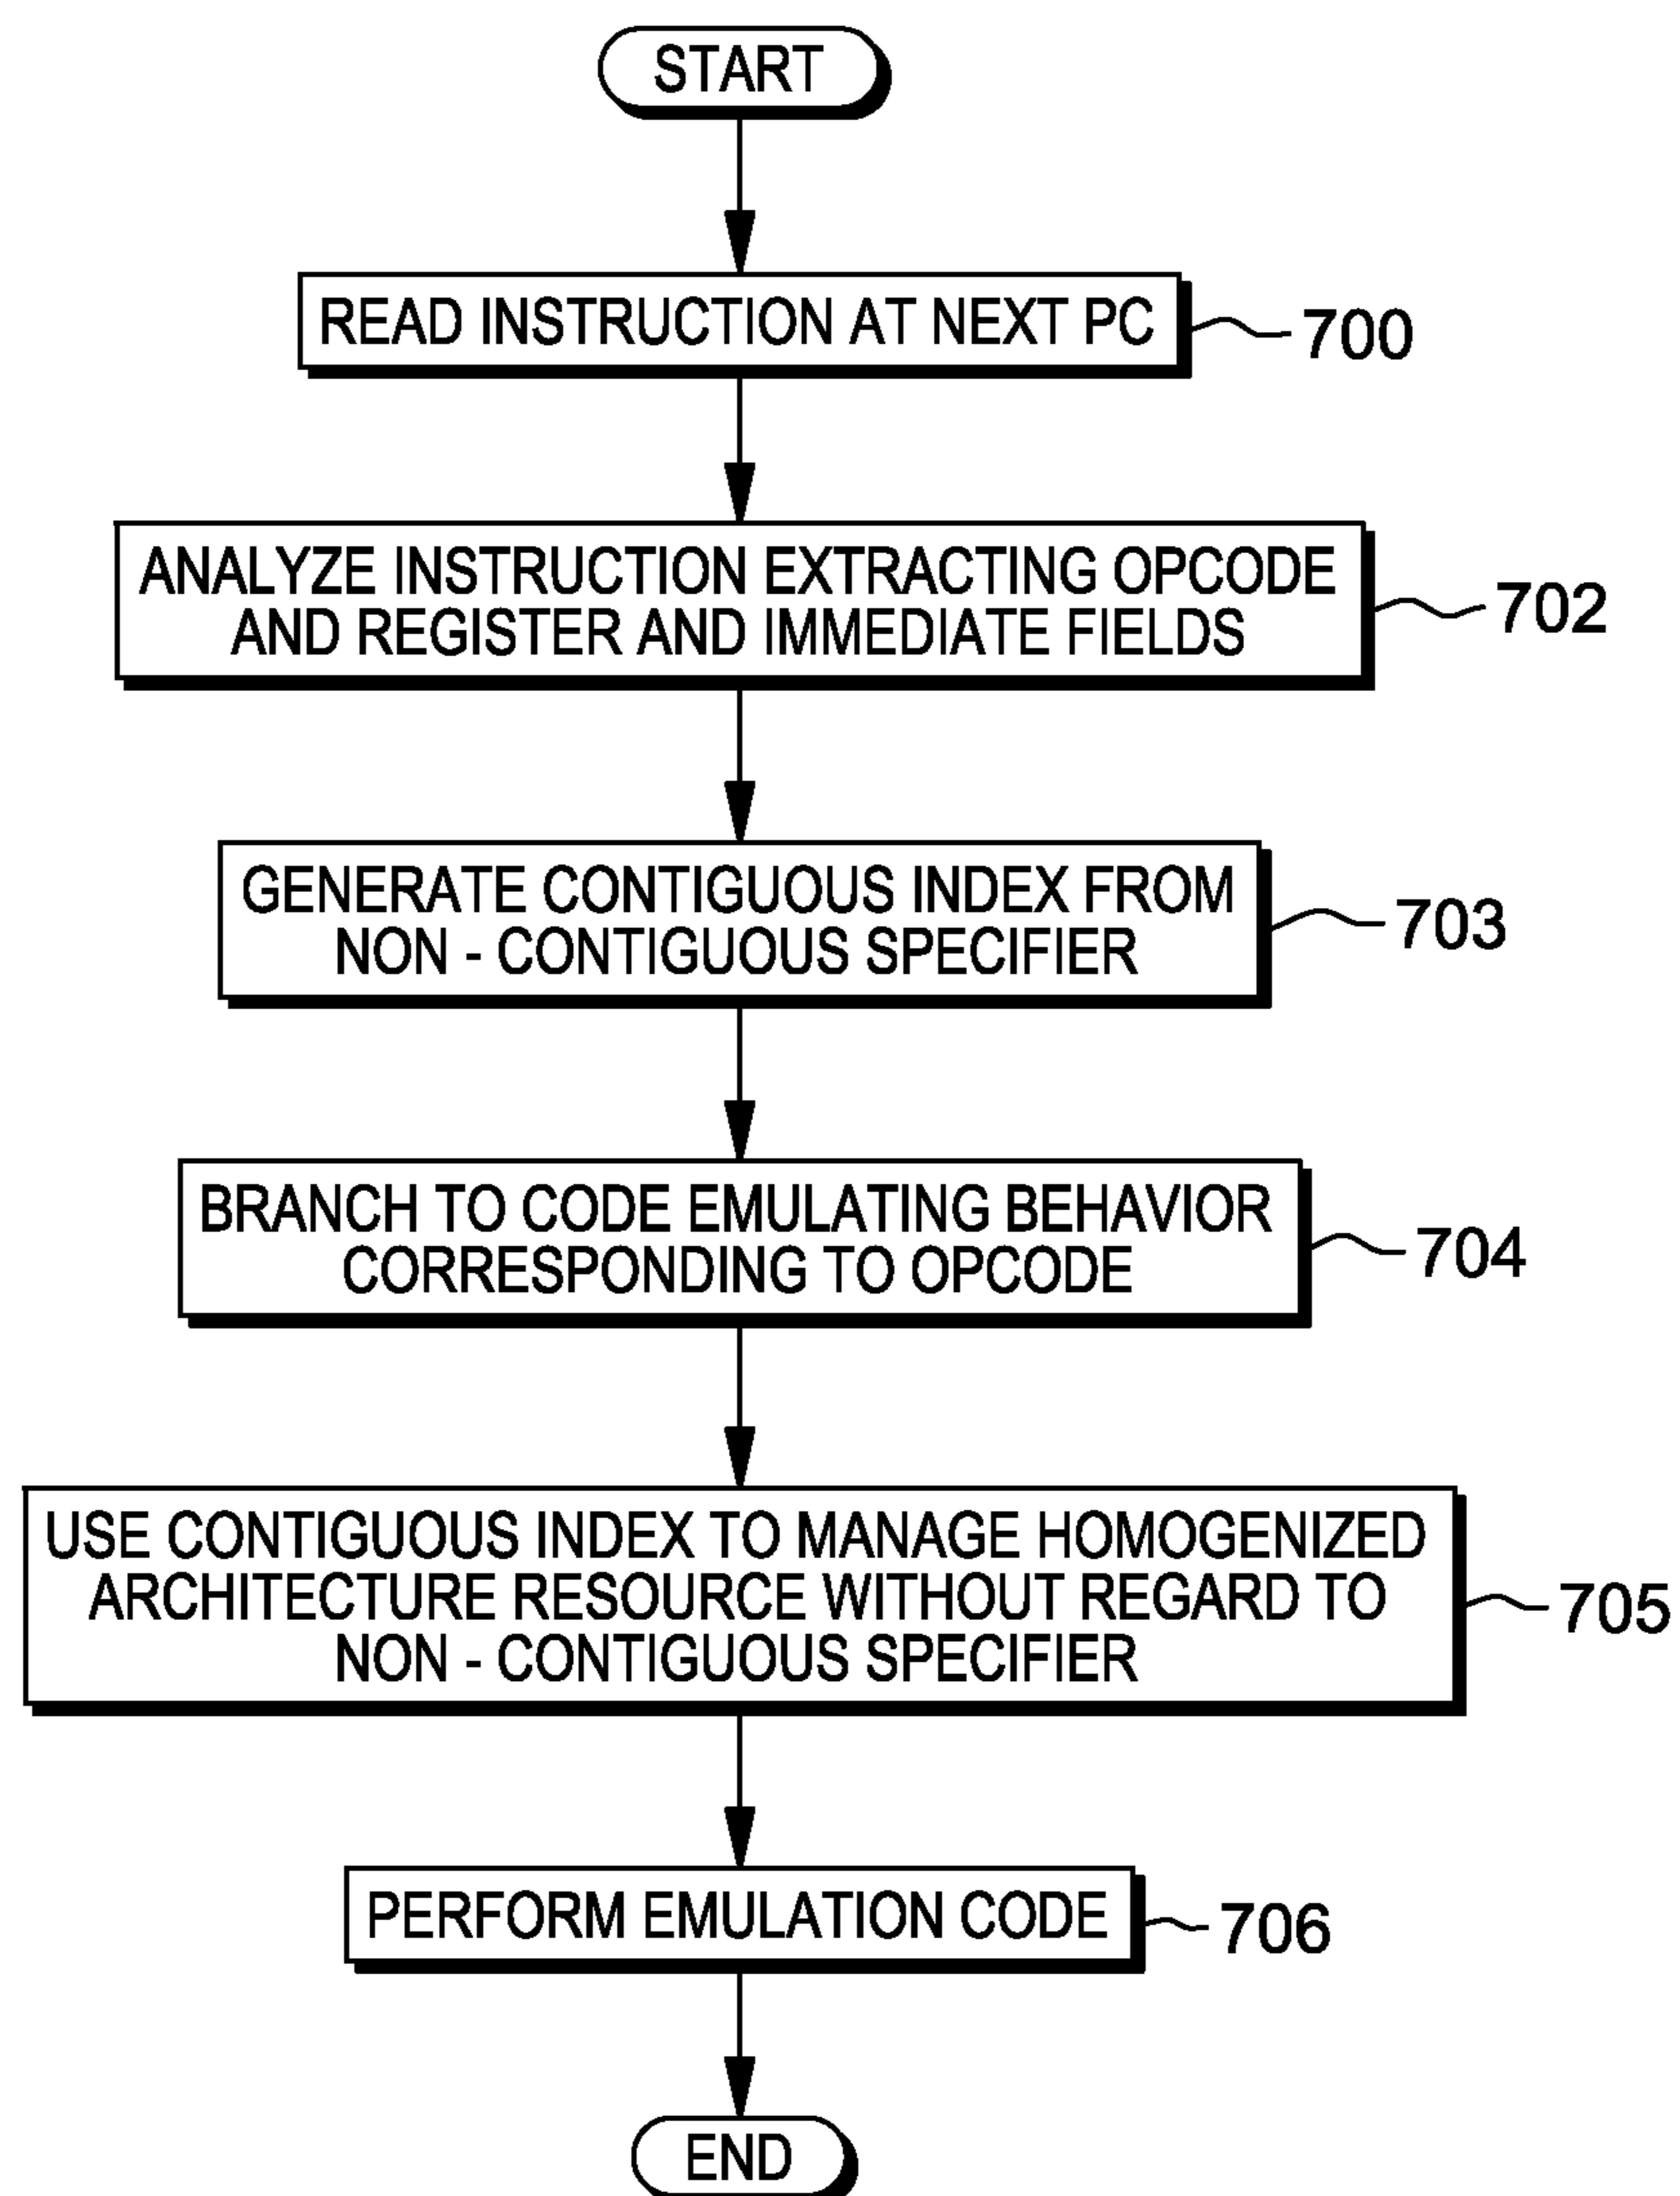 START
READ INSTRUCTION AT NEXT PC
700
ANALYZE INSTRUCTION EXTRACTING OPCODE
AND REGISTER AND IMMEDIATE FIELDS
702
GENERATE CONTIGUOUS INDEX FROM
NON - CONTIGUOUS SPECIFIER
703
BRANCH TO CODE EMULATING BEHAVIOR
CORRESPONDING TO OPCODE
704
USE CONTIGUOUS INDEX TO MANAGE HOMOGENIZED
ARCHITECTURE RESOURCE WITHOUT REGARD TO
NON - CONTIGUOUS SPECIFIER
705
PERFORM EMULATION CODE
706
END